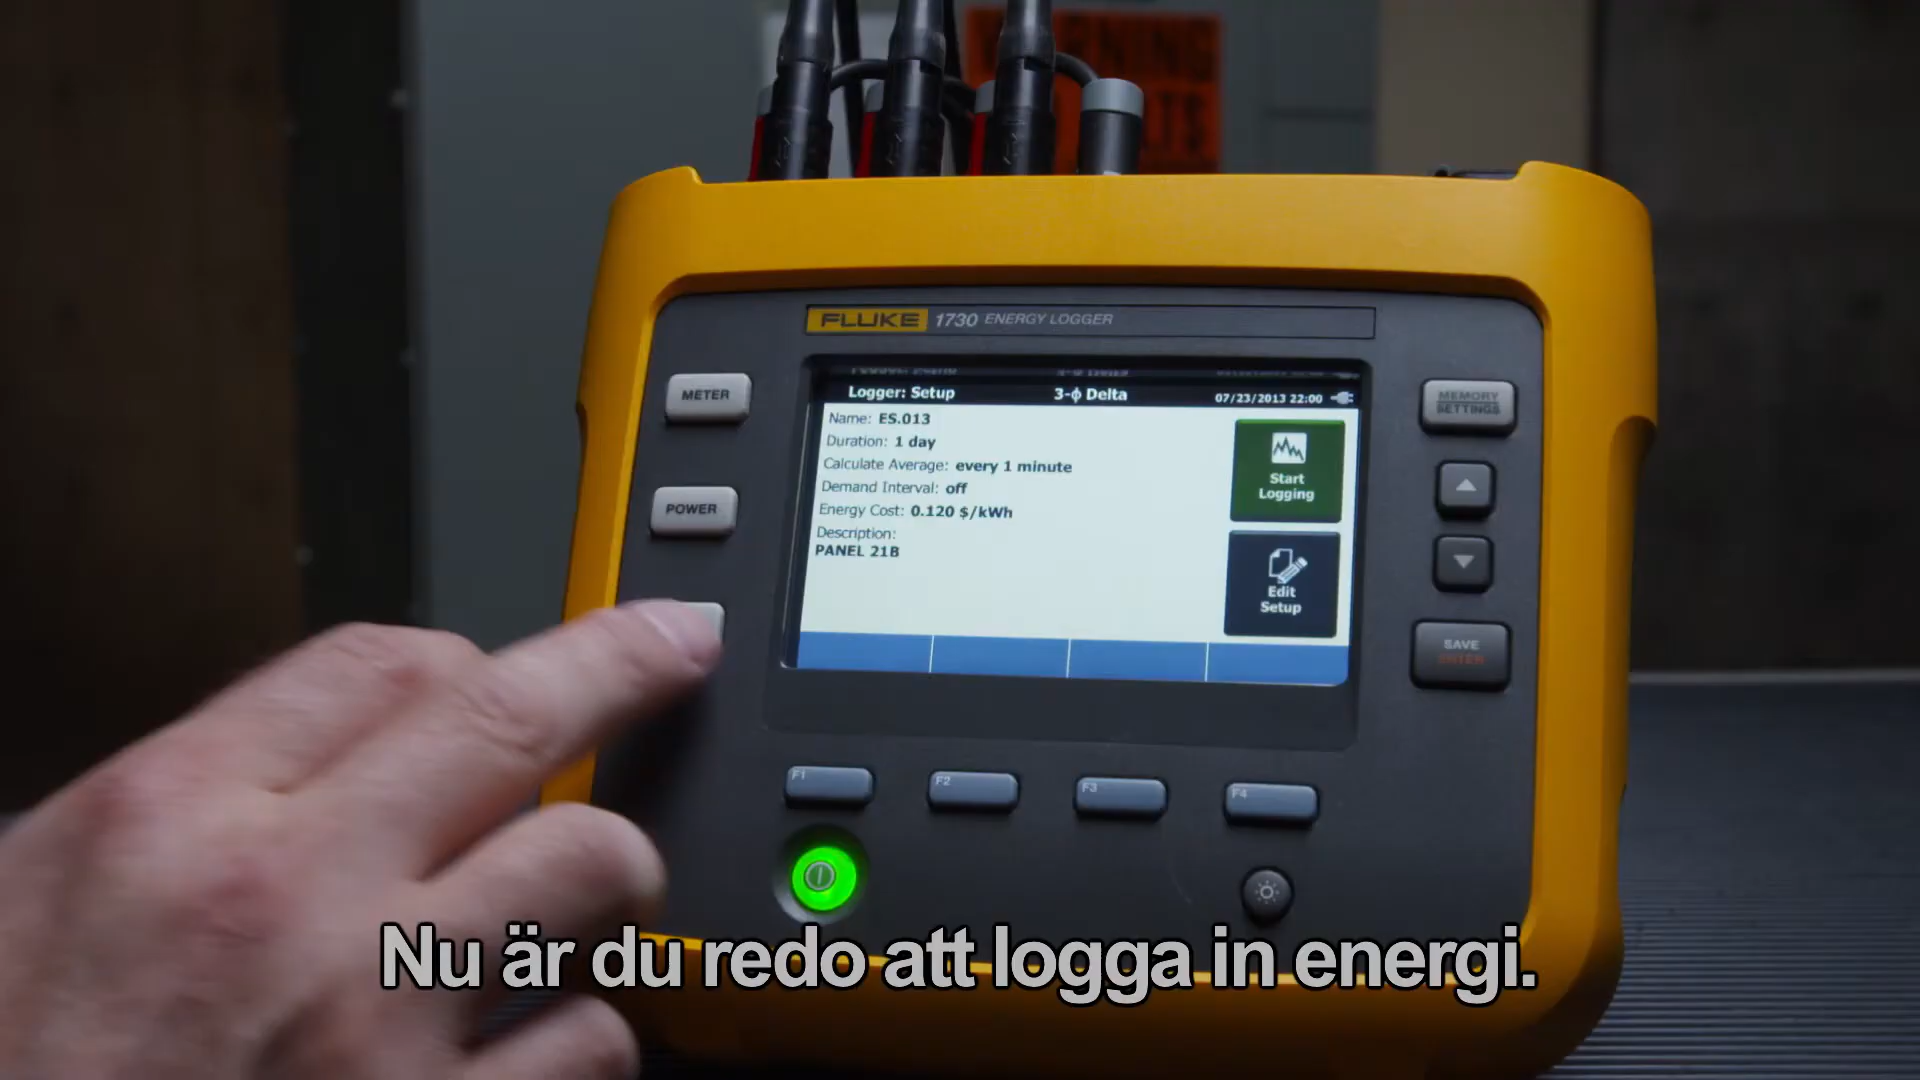 WARNING
FLUKE 1730 ENERGY LOGGER
Logger: Setup 3-ϕ Delta 07/23/2013 22:00
Name: ES.013
Duration: 1 day
Calculate Average: every 1 minute
Demand Interval: off
Energy Cost: 0.120 $/kWh
Description:
PANEL 21B
Start
Logging
Edit
Setup
METER
POWER
MEMORY
SETTINGS
SAVE
ENTER
F1 F2 F3 F4
Nu är du redo att logga in energi.